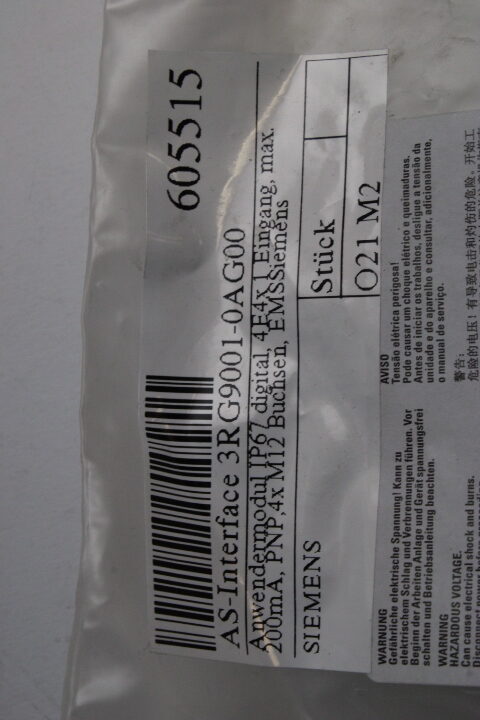 605515
AS-Interface 3RG9001-0AG00
Anwendermodul IP67 digital, 4E4x 1 Eingang, max.
200mA, PNP,4x M12 Buchsen, EMSSiemens
SIEMENS
Stück
O21 M2
WARNUNG
Gefährliche elektrische Spannung! Kann zu
elektrischem Schlag und Verbrennungen führen. Vor
Beginn der Arbeiten Anlage und Gerät spannungsfrei
schalten und Betriebsanleitung beachten.
WARNING
HAZARDOUS VOLTAGE.
Can cause electrical shock and burns.
AVISO
Tensão elétrica perigosa!
Pode causar um choque elétrico e queimaduras.
Antes de iniciar os trabalhos, desligue a tensão da
unidade e do aparelho e consultar, adicionalmente,
o manual de serviço.
警告:
危险的电压!有导致电击和灼伤的危险。开始工